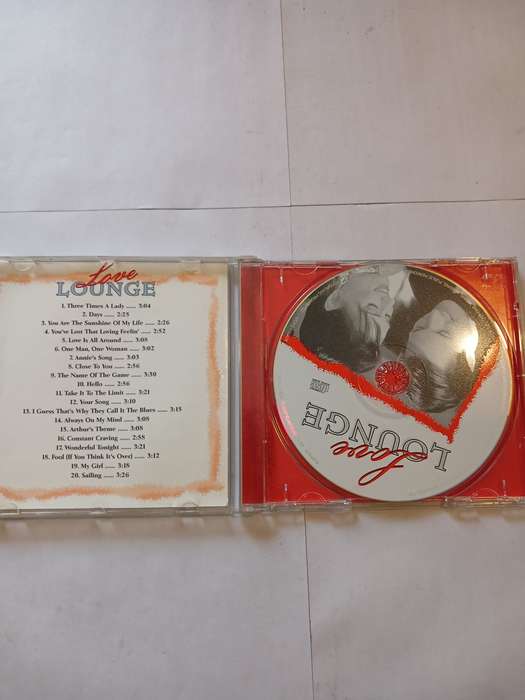 Love
LOUNGE
1. Three Times A Lady ..... 3:04
2. Days ..... 2:25
3. You Are The Sunshine Of My Life ..... 2:26
4. You've Lost That Loving Feelin' ..... 2:52
5. Love Is All Around ..... 3:08
6. One Man, One Woman ..... 3:02
7. Annie's Song ..... 3:03
8. Close To You ..... 2:56
9. The Name Of The Game ..... 3:30
10. Hello ..... 2:56
11. Take It To The Limit ..... 3:21
12. Your Song ..... 3:10
13. I Guess That's Why They Call It The Blues ..... 3:15
14. Always On My Mind ..... 3:08
15. Arthur's Theme ..... 3:08
16. Constant Craving ..... 2:58
17. Wonderful Tonight ..... 3:21
18. Fool (If You Think It's Over) ..... 3:12
19. My Girl ..... 3:18
20. Sailing ..... 3:26
Love
LOUNGE